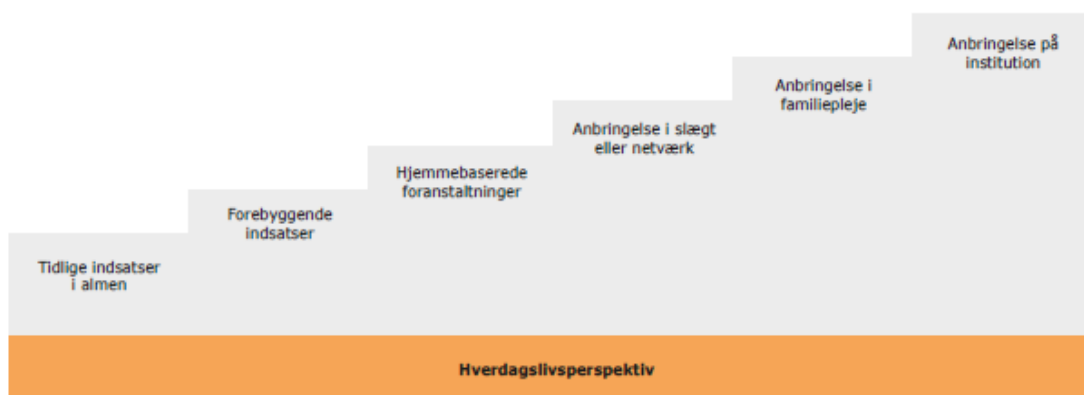 Tidlige indsatser
i almen
Forebyggende
indsatser
Hjemmebaserede
foranstaltninger
Anbringelse i slægt
eller netværk
Anbringelse i
familiepleje
Anbringelse på
institution
Hverdagslivsperspektiv